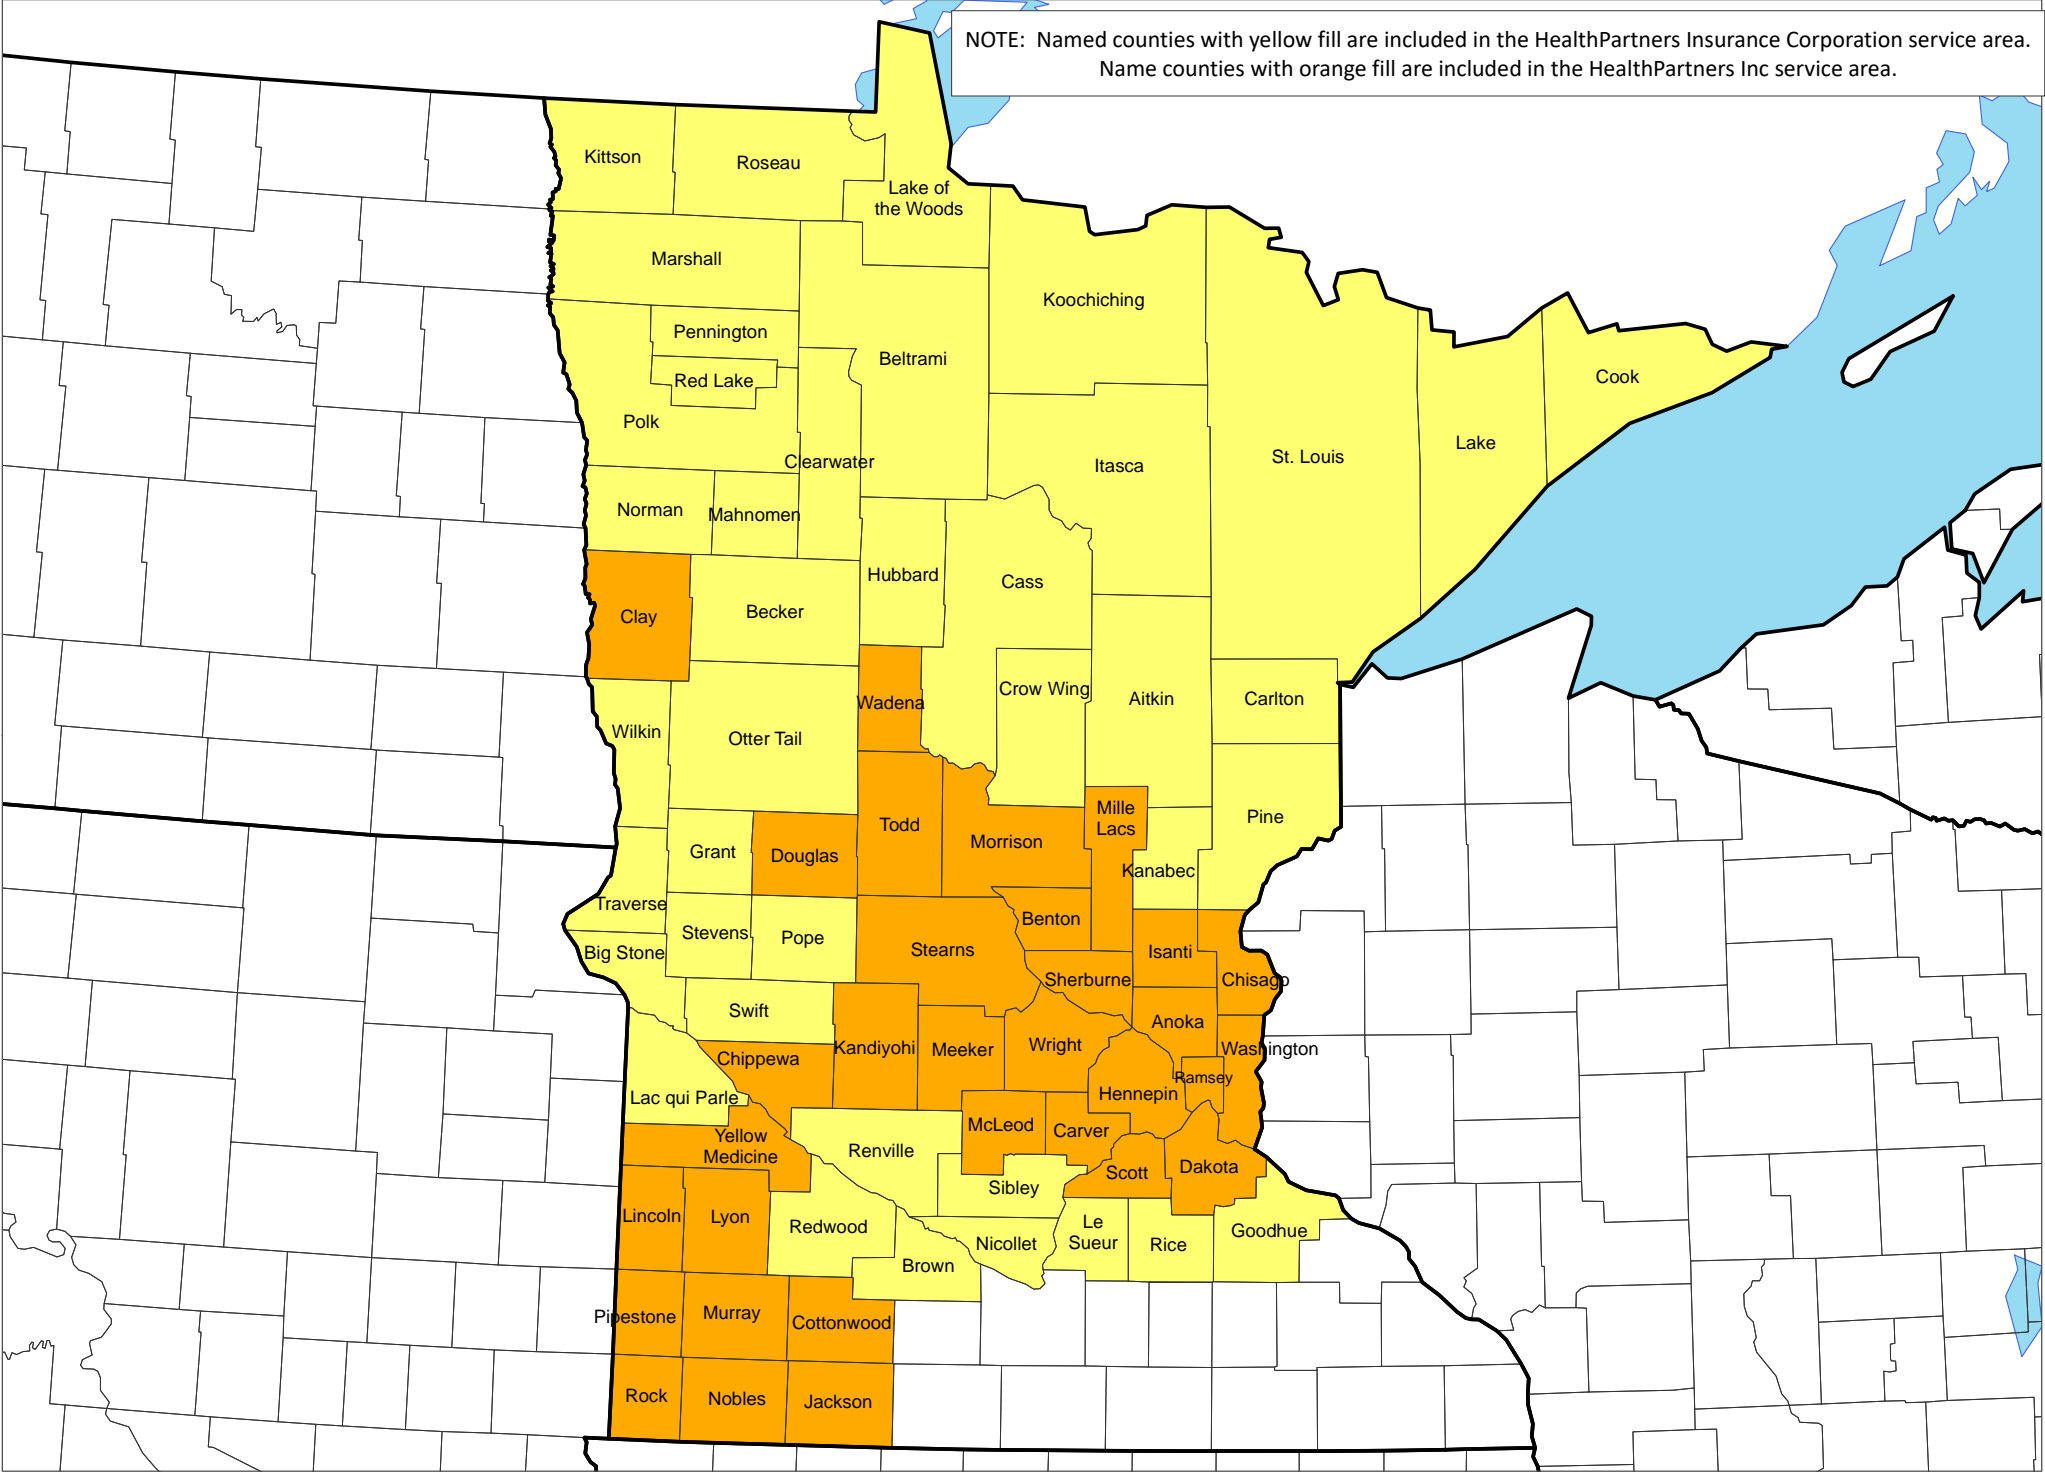 NOTE:  Named counties with yellow fill are included in the HealthPartners Insurance Corporation service area.
Name counties with orange fill are included in the HealthPartners Inc service area.
Kittson
Roseau
Lake of
the Woods
Marshall
Koochiching
Pennington
Beltrami
Red Lake
Cook
Polk
Clearwater
Itasca
St. Louis
Lake
Norman
Mahnomen
Hubbard
Cass
Clay
Becker
Wadena
Crow Wing
Aitkin
Carlton
Wilkin
Otter Tail
Mille
Lacs
Todd
Morrison
Pine
Grant
Douglas
Kanabec
Traverse
Stevens
Pope
Benton
Big Stone
Stearns
Isanti
Sherburne
Chisago
Swift
Anoka
Chippewa
Kandiyohi
Meeker
Wright
Washington
Ramsey
Lac qui Parle
Hennepin
McLeod
Carver
Yellow
Medicine
Renville
Scott
Dakota
Sibley
Lincoln
Lyon
Redwood
Le
Sueur
Nicollet
Rice
Goodhue
Brown
Pipestone
Murray
Cottonwood
Rock
Nobles
Jackson